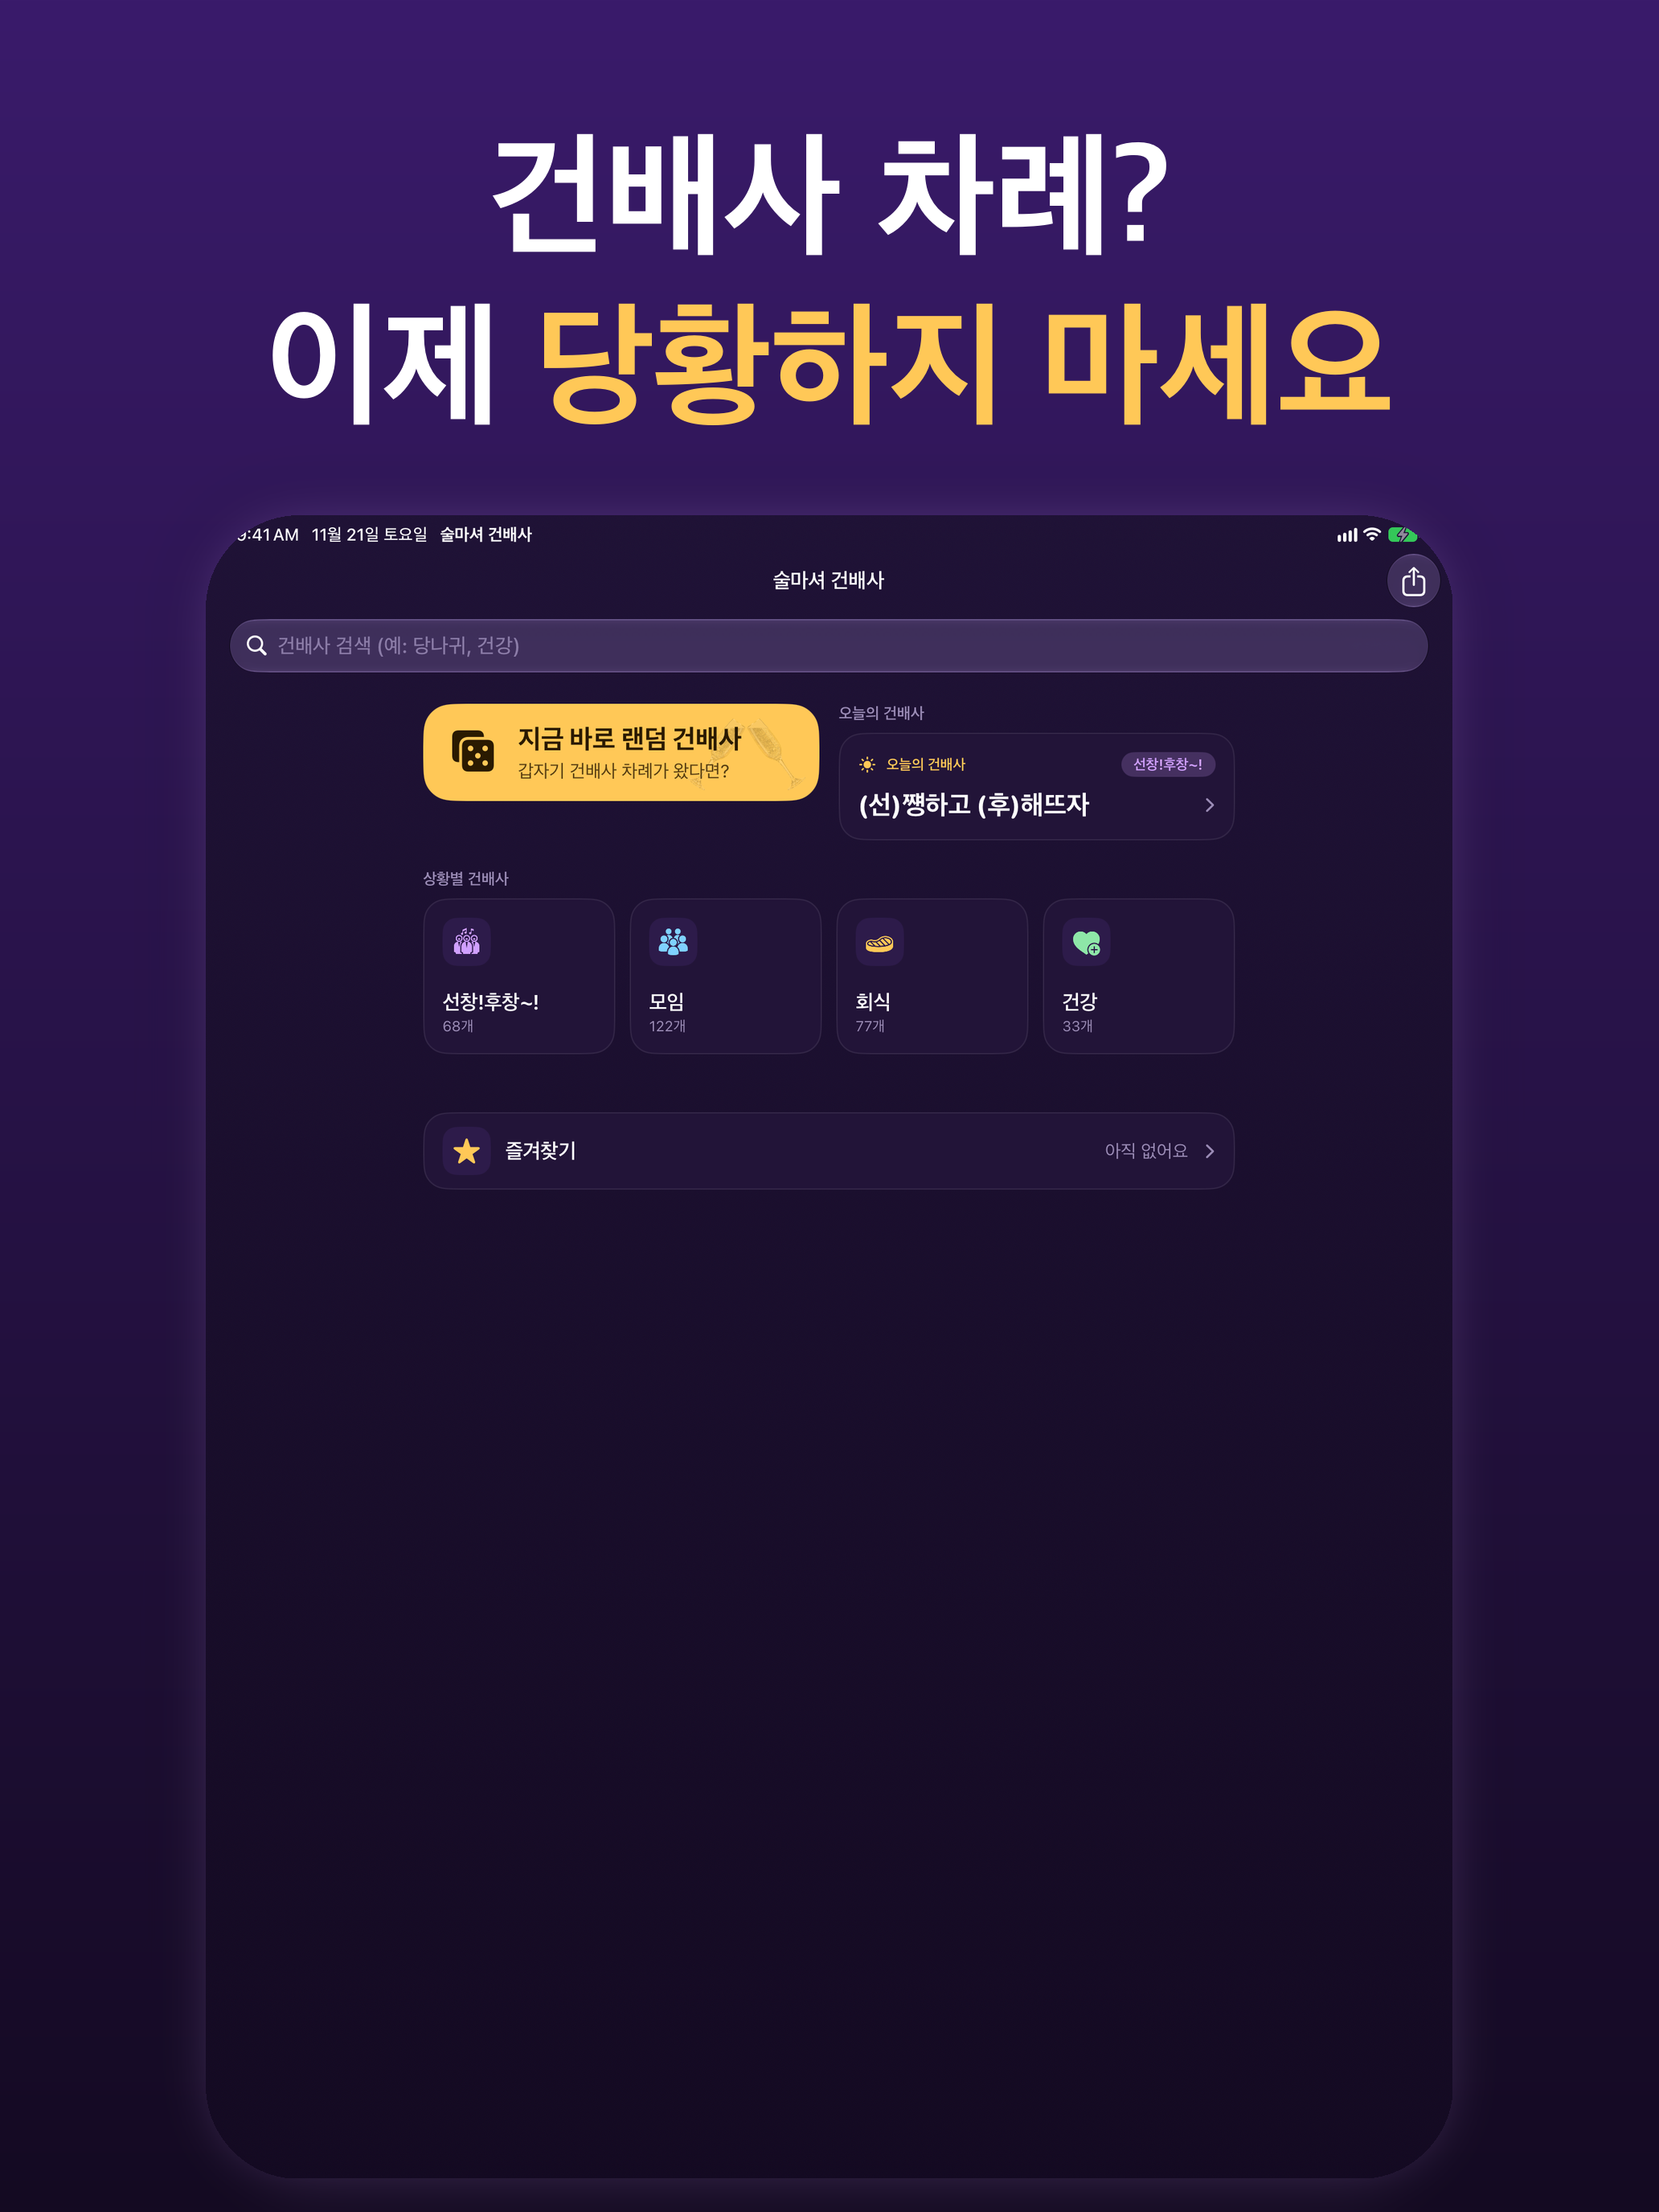 건배사 차례?
이제 당황하지 마세요
9:41 AM 11월 21일 토요일 술마셔 건배사
술마셔 건배사
건배사 검색 (예: 당나귀, 건강)
지금 바로 랜덤 건배사
갑자기 건배사 차례가 왔다면?
오늘의 건배사
오늘의 건배사 선창!후창~!
(선)쨍하고 (후)해뜨자
상황별 건배사
선창!후창~!
68개
모임
122개
회식
77개
건강
33개
즐겨찾기 아직 없어요